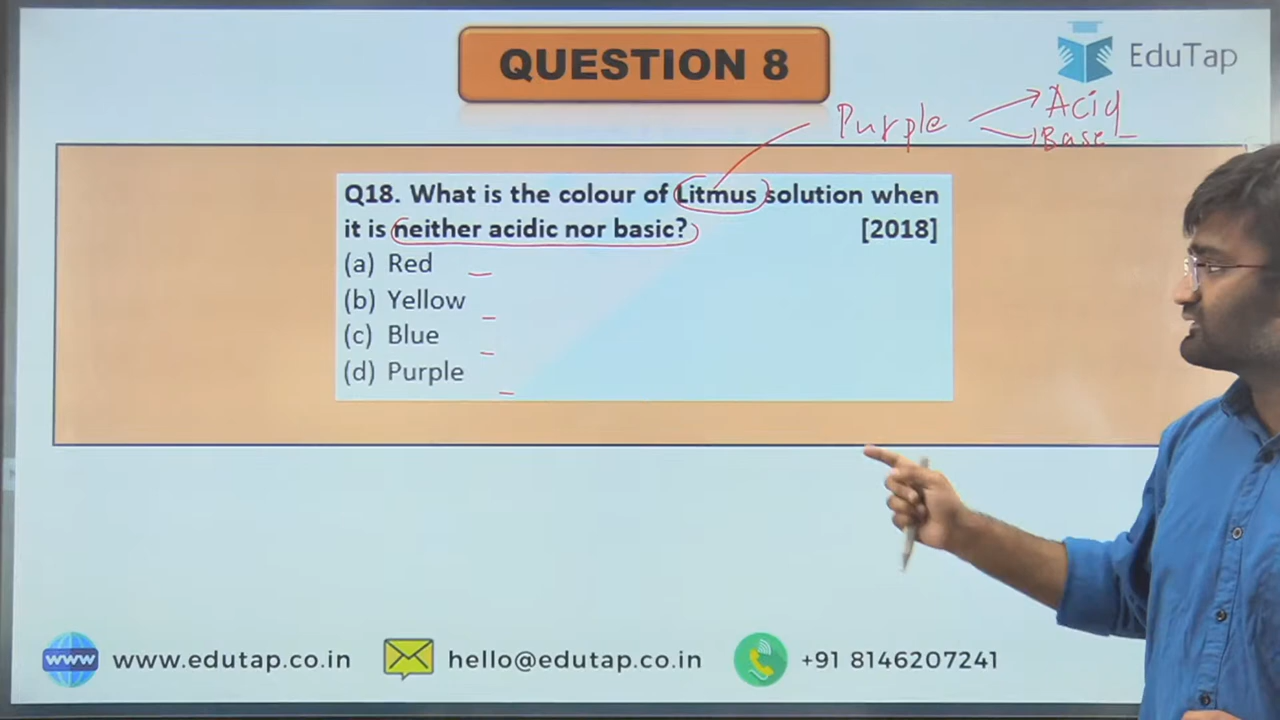 QUESTION 8
EduTap
Purple
Acid
Base
Q18. What is the colour of Litmus solution when
it is neither acidic nor basic? [2018]
(a) Red
(b) Yellow
(c) Blue
(d) Purple
www
www.edutap.co.in
hello@edutap.co.in
+91 8146207241